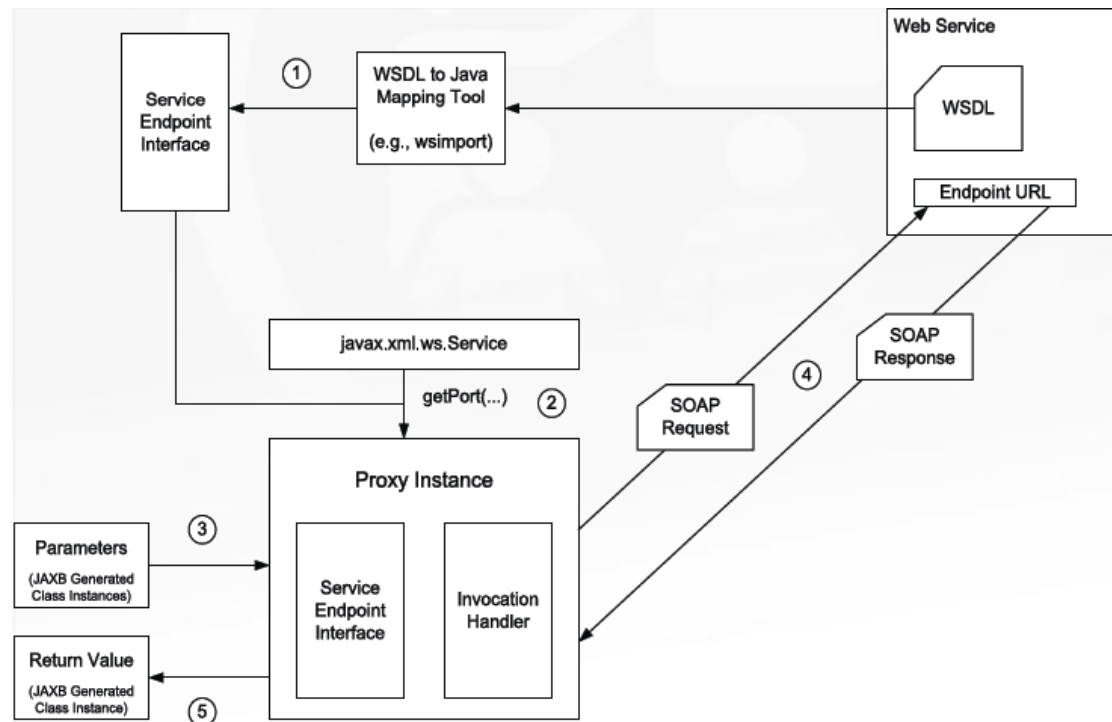 Web Service
①
WSDL to Java
Mapping Tool
(e.g., wsimport)
Service
Endpoint
Interface
WSDL
Endpoint URL
javax.xml.ws.Service
getPort(...)
②
SOAP
Request
④
SOAP
Response
Proxy Instance
③
Parameters
(JAXB Generated
Class Instances)
Service
Endpoint
Interface
Invocation
Handler
Return Value
(JAXB Generated
Class Instance)
⑤